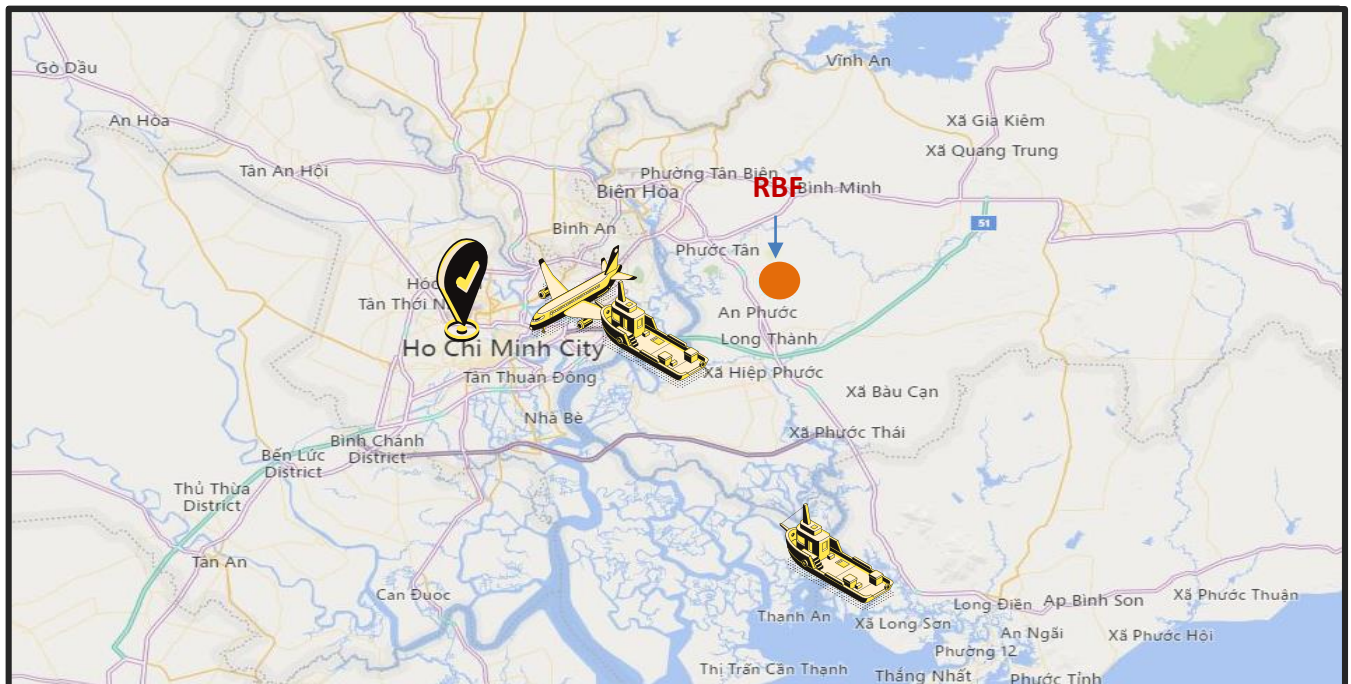 Gò Dầu
Vĩnh An
An Hòa
Xã Gia Kiêm
Xã Quang Trung
Tân An Hội
Phường Tân Biên
RBF
Bình Minh
Biên Hòa
51
Bình An
Phước Tân
Tân Thới N
An Phước
Long Thành
Ho Chi Minh City
Xã Hiệp Phước
Tân Thuận Đông
Xã Bàu Cạn
Nhà Bè
Xã Phước Thái
Bình Chánh
District
Bến Lức
District
Thủ Thừa
District
Tan An
Can Đuoc
Long Điền
Ap Bình Son
Xã Phước Thuận
Thạnh An
Xã Long Sơn
An Ngãi
Xã Phước Hội
Phường 12
Thị Trấn Cần Thạnh
Thắng Nhất
Phước Tỉnh